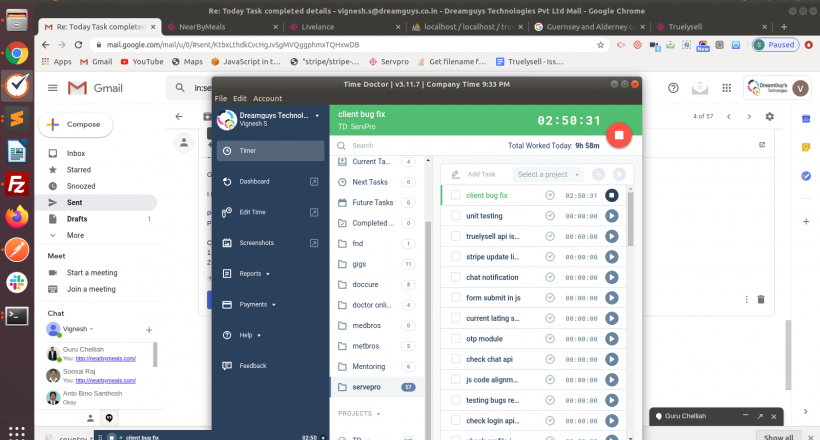 Re: Today Task completed details - vignesh.s@dreamguys.co.in - Dreamguys Technologies Pvt Ltd Mail - Google Chrome
Re: Today Task completed
NearByMeals
Livelance
localhost / localhost / tru
Guernsey and Alderney c
Truelysell
mail.google.com/mail/u/0/#sent/KtbxLthdkCvcHgJvSgMVQggphmxTQHxwDB
New
S Paused
Apps
Gmail
YouTube
Maps
JavaScript in t...
*stripe/stripe-...
Servpro
Get filename f...
Truelysell - Iss...
Gmail
in:se
DreamGuy's
Technologies
V
4 of 57
Compose
Inbox
Starred
Snoozed
Sent
Drafts
1
More
Meet
Start a meeting
Join a meeting
Chat
Vignesh
Guru Chelliah
You: http://nearbymeals.com/
Soosai Raj
You: http://nearbymeals.com/
Anto Bino Santhosh
Okay
Time Doctor | v3.11.7 | Company Time 9:33 PM
File Edit Account
Dreamguys Technol...
Vignesh S
Timer
Dashboard
Edit Time
Screenshots
Reports
Payments
Help
Feedback
client bug fix
TD: ServPro
02:50:31
Search
Total Worked Today: 9h 58m
Current Ta... 4
Next Tasks 0
Future Tasks 0
Completed ... 0
fnd 1
gigs 11
doccure 8
doctor onli... 4
medbros 0
metbros 5
Mentoring 6
servepro 57
PROJECTS
Add Task
Select a project
client bug fix 02:50:31
unit testing 00:00:00
truelysell api is... 00:00:00
stripe update li... 00:00:00
chat notification 00:00:00
form submit in js 00:00:00
current latlng s... 00:00:00
otp module 00:00:00
check chat api 00:00:00
js code alignm... 00:00:00
testing bugs re... 00:00:00
check login api... 00:00:00
Guru Chelliah
client bug fix
02:50
Show all